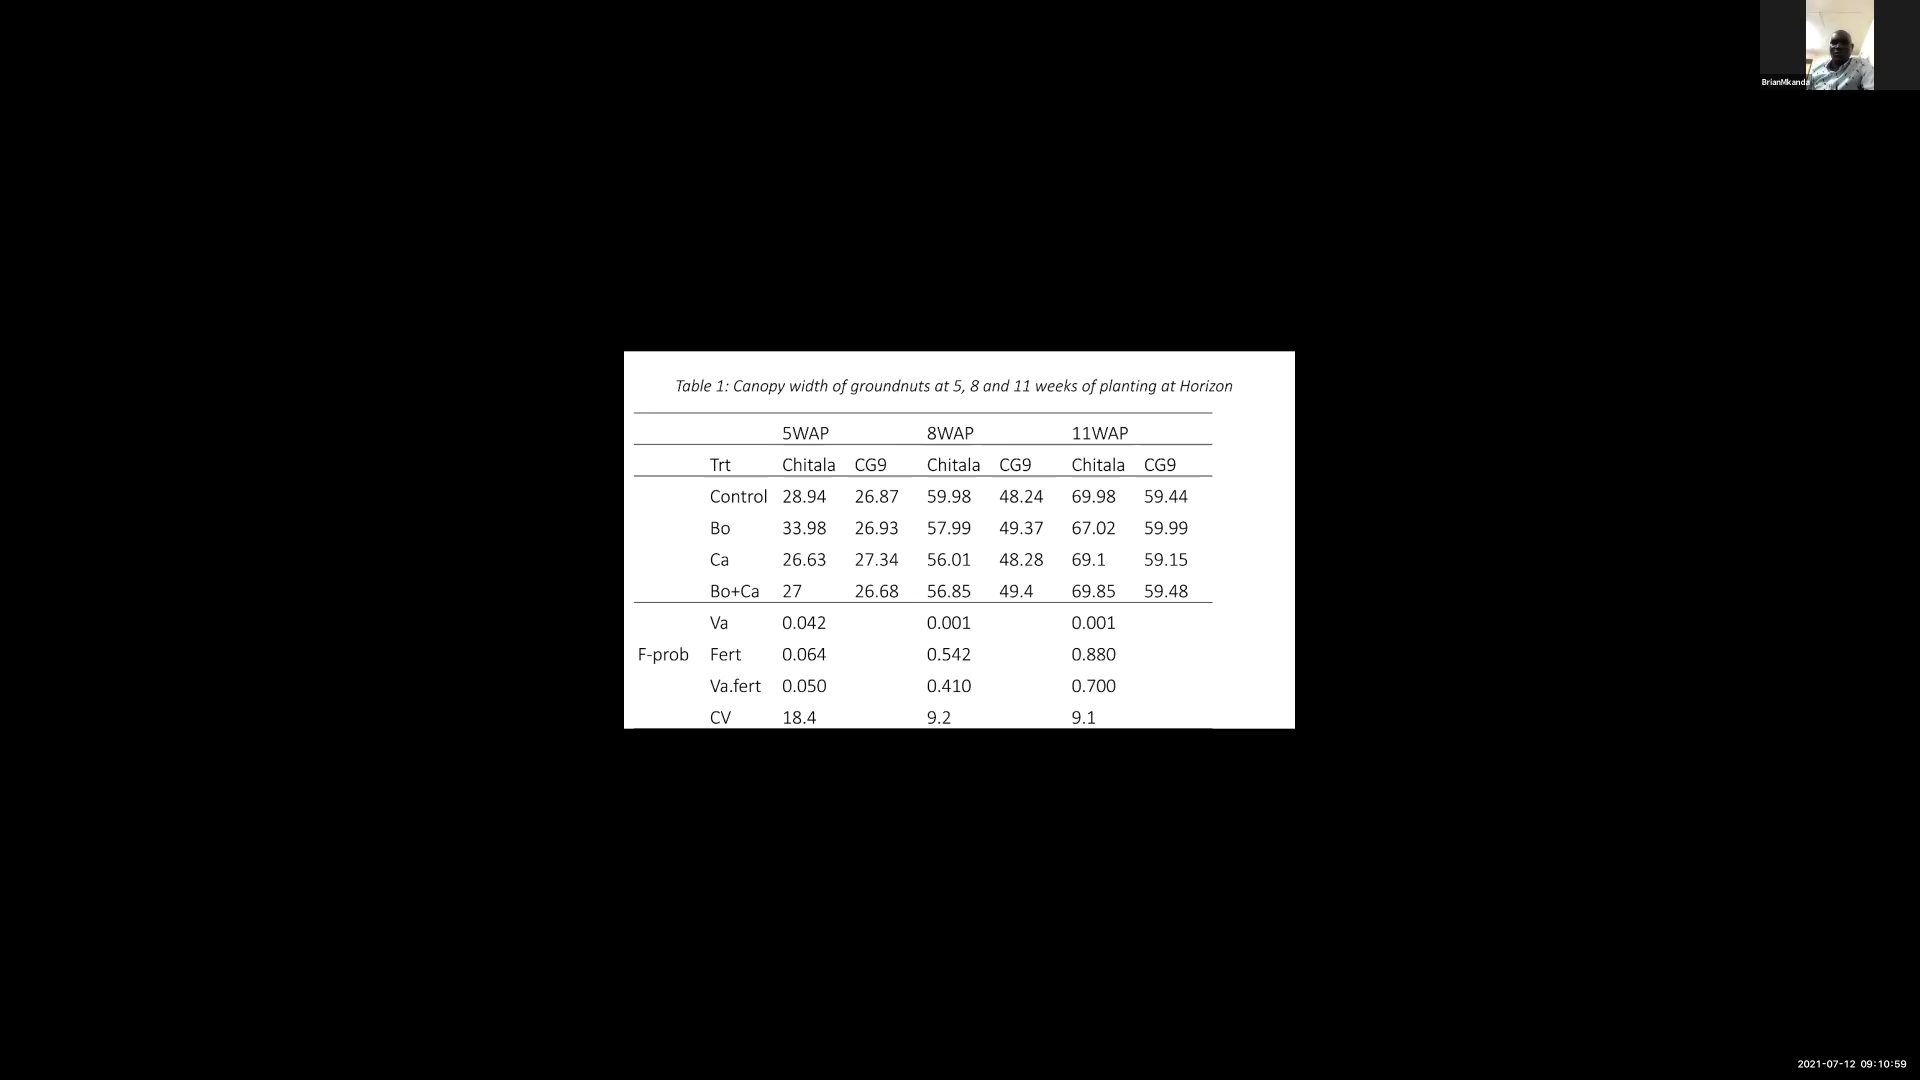 BrianMkanda
Table 1: Canopy width of groundnuts at 5, 8 and 11 weeks of planting at Horizon
5WAP 8WAP 11WAP
Trt Chitala CG9 Chitala CG9 Chitala CG9
Control 28.94 26.87 59.98 48.24 69.98 59.44
Bo 33.98 26.93 57.99 49.37 67.02 59.99
Ca 26.63 27.34 56.01 48.28 69.1 59.15
Bo+Ca 27 26.68 56.85 49.4 69.85 59.48
Va 0.042 0.001 0.001
F-prob Fert 0.064 0.542 0.880
Va.fert 0.050 0.410 0.700
CV 18.4 9.2 9.1
2021-07-12 09:10:59